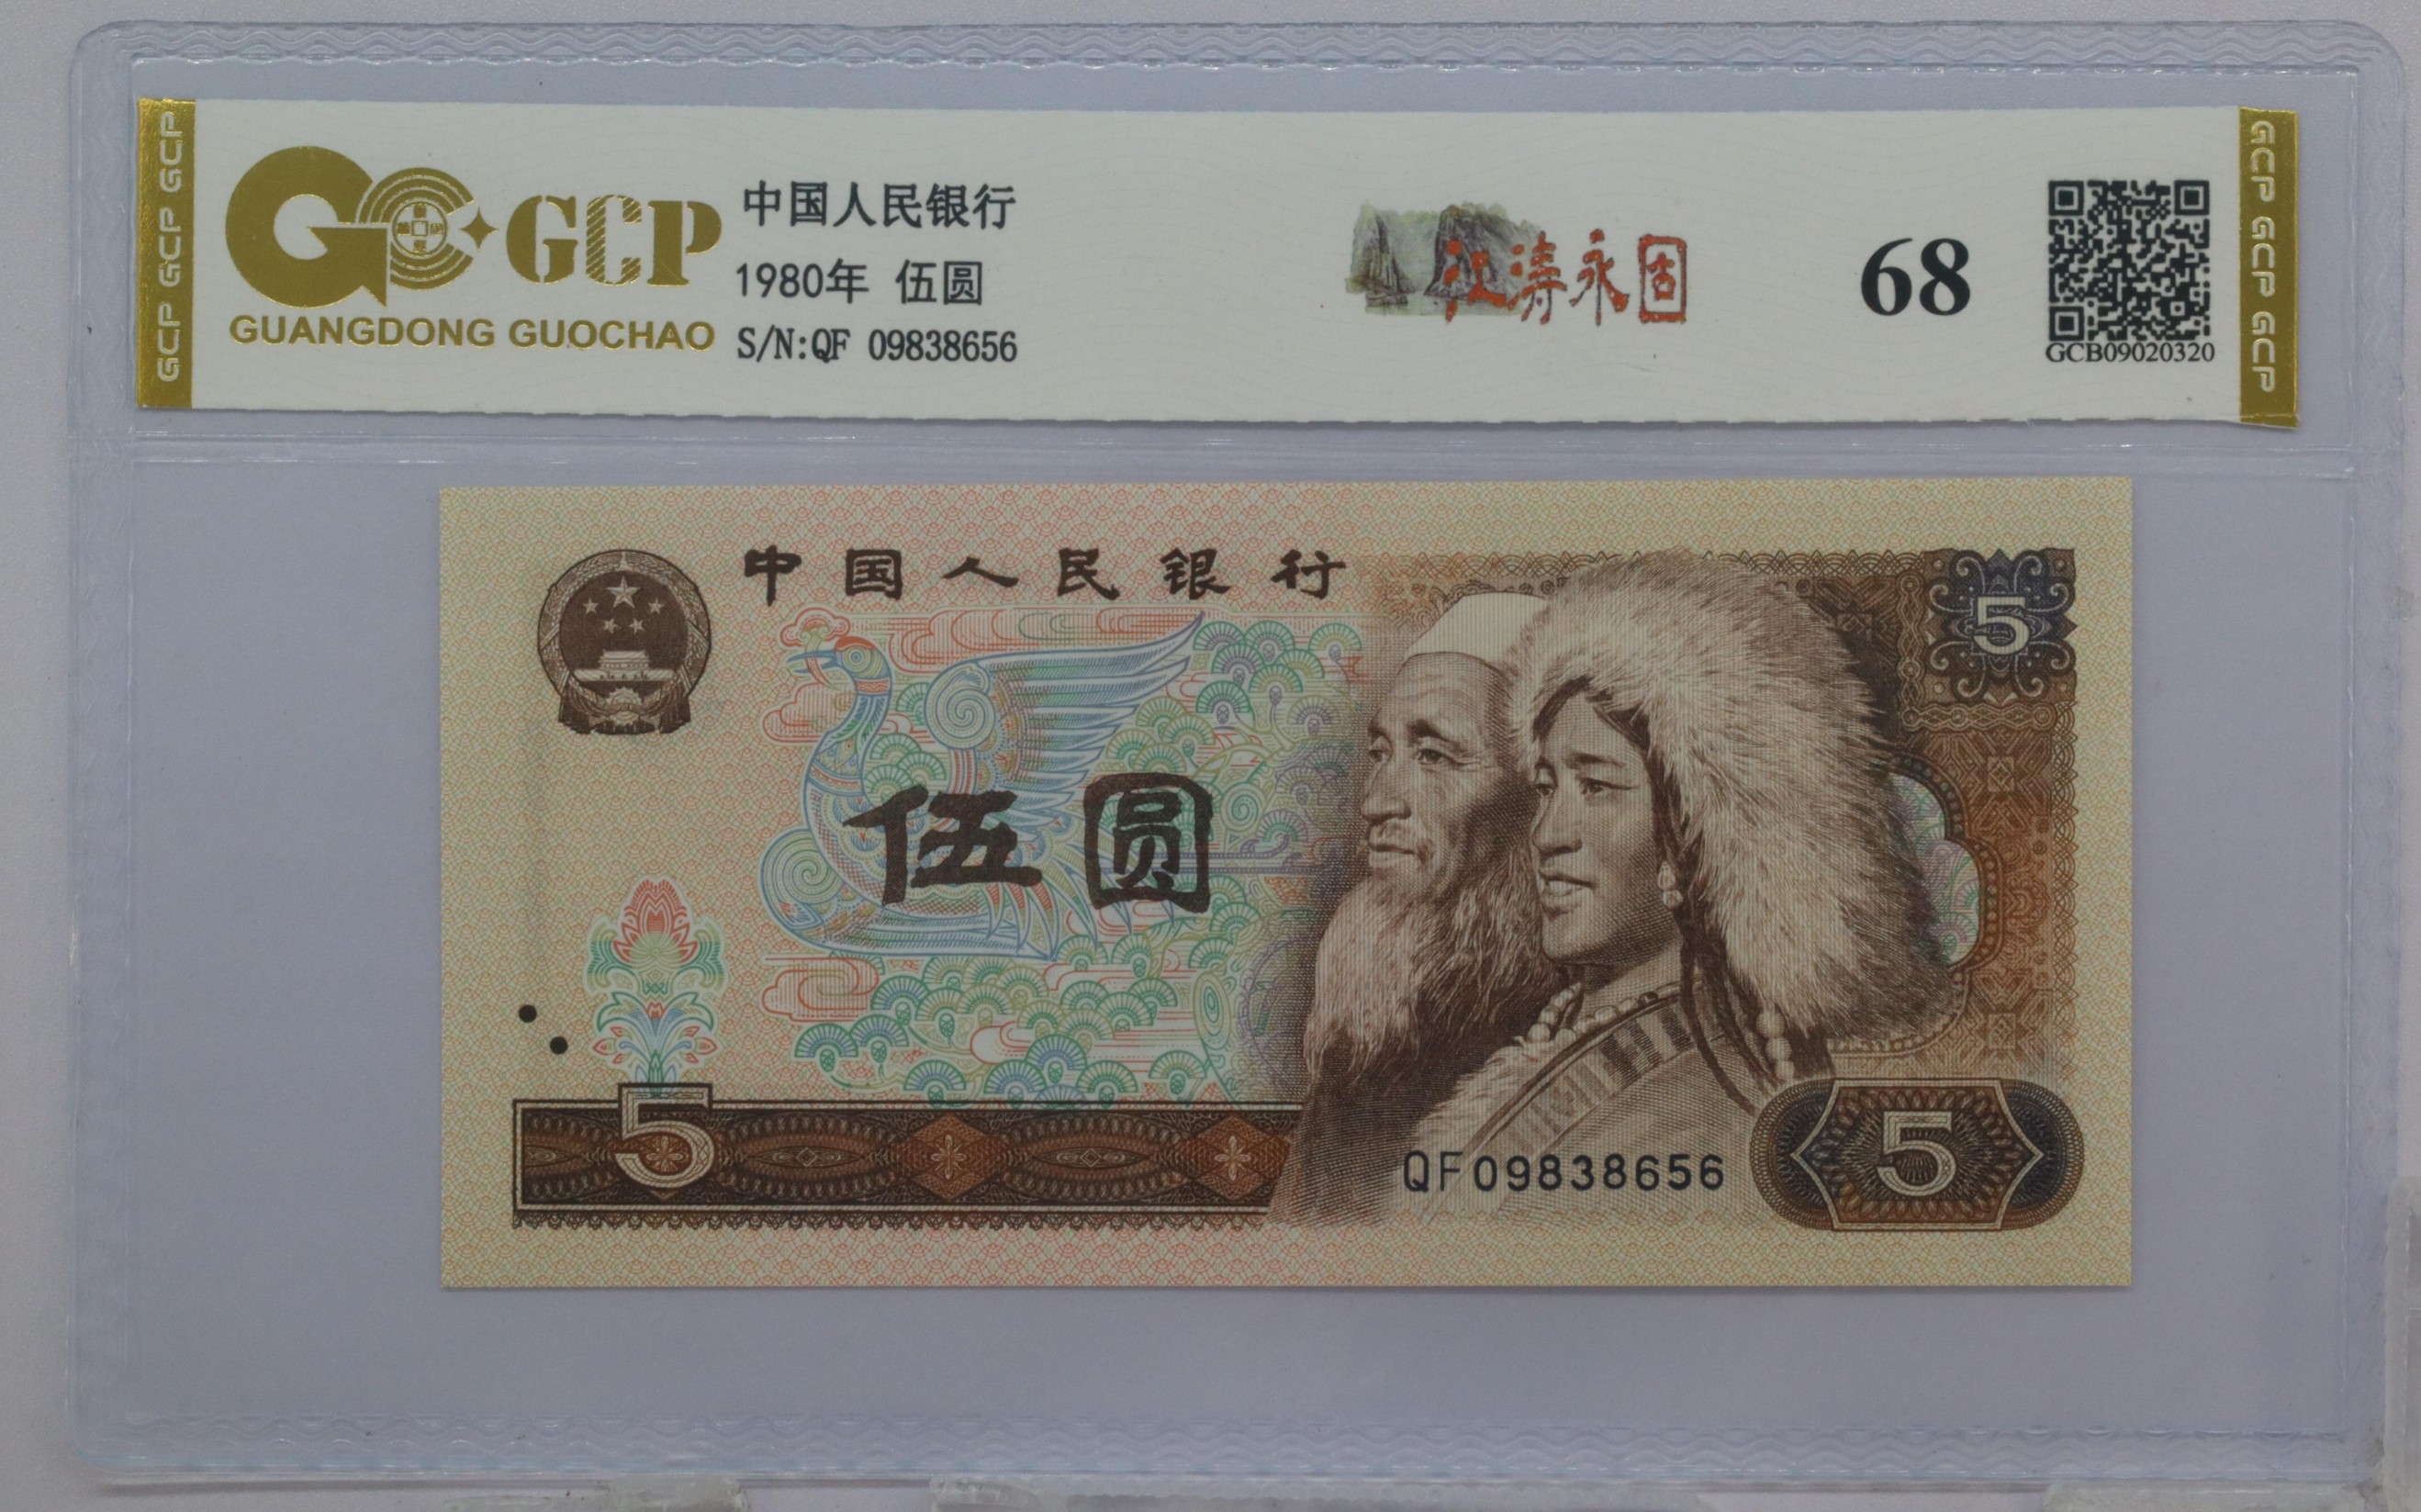 GCP GCP GCP
GCP
GUANGDONG GUOCHAO
中国人民银行
1980年 伍圆
S/N:QF 09838656
江涛永固
68
GCB09020320
GCP GCP GCP
中国人民银行
5
伍圆
5
QF09838656
5